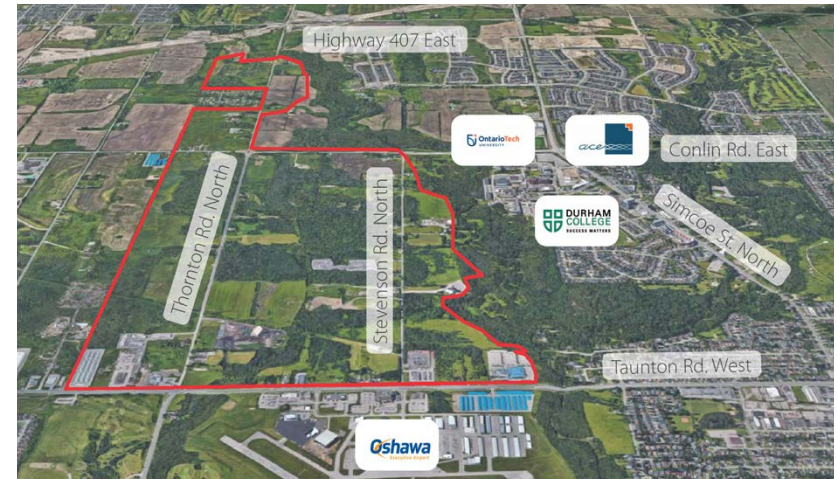 Highway 407 East
OntarioTech
UNIVERSITY
ace
Conlin Rd. East
DURHAM
COLLEGE
SUCCESS MATTERS
Simcoe St. North
Thornton Rd. North
Stevenson Rd. North
Taunton Rd. West
Oshawa
Executive Airport